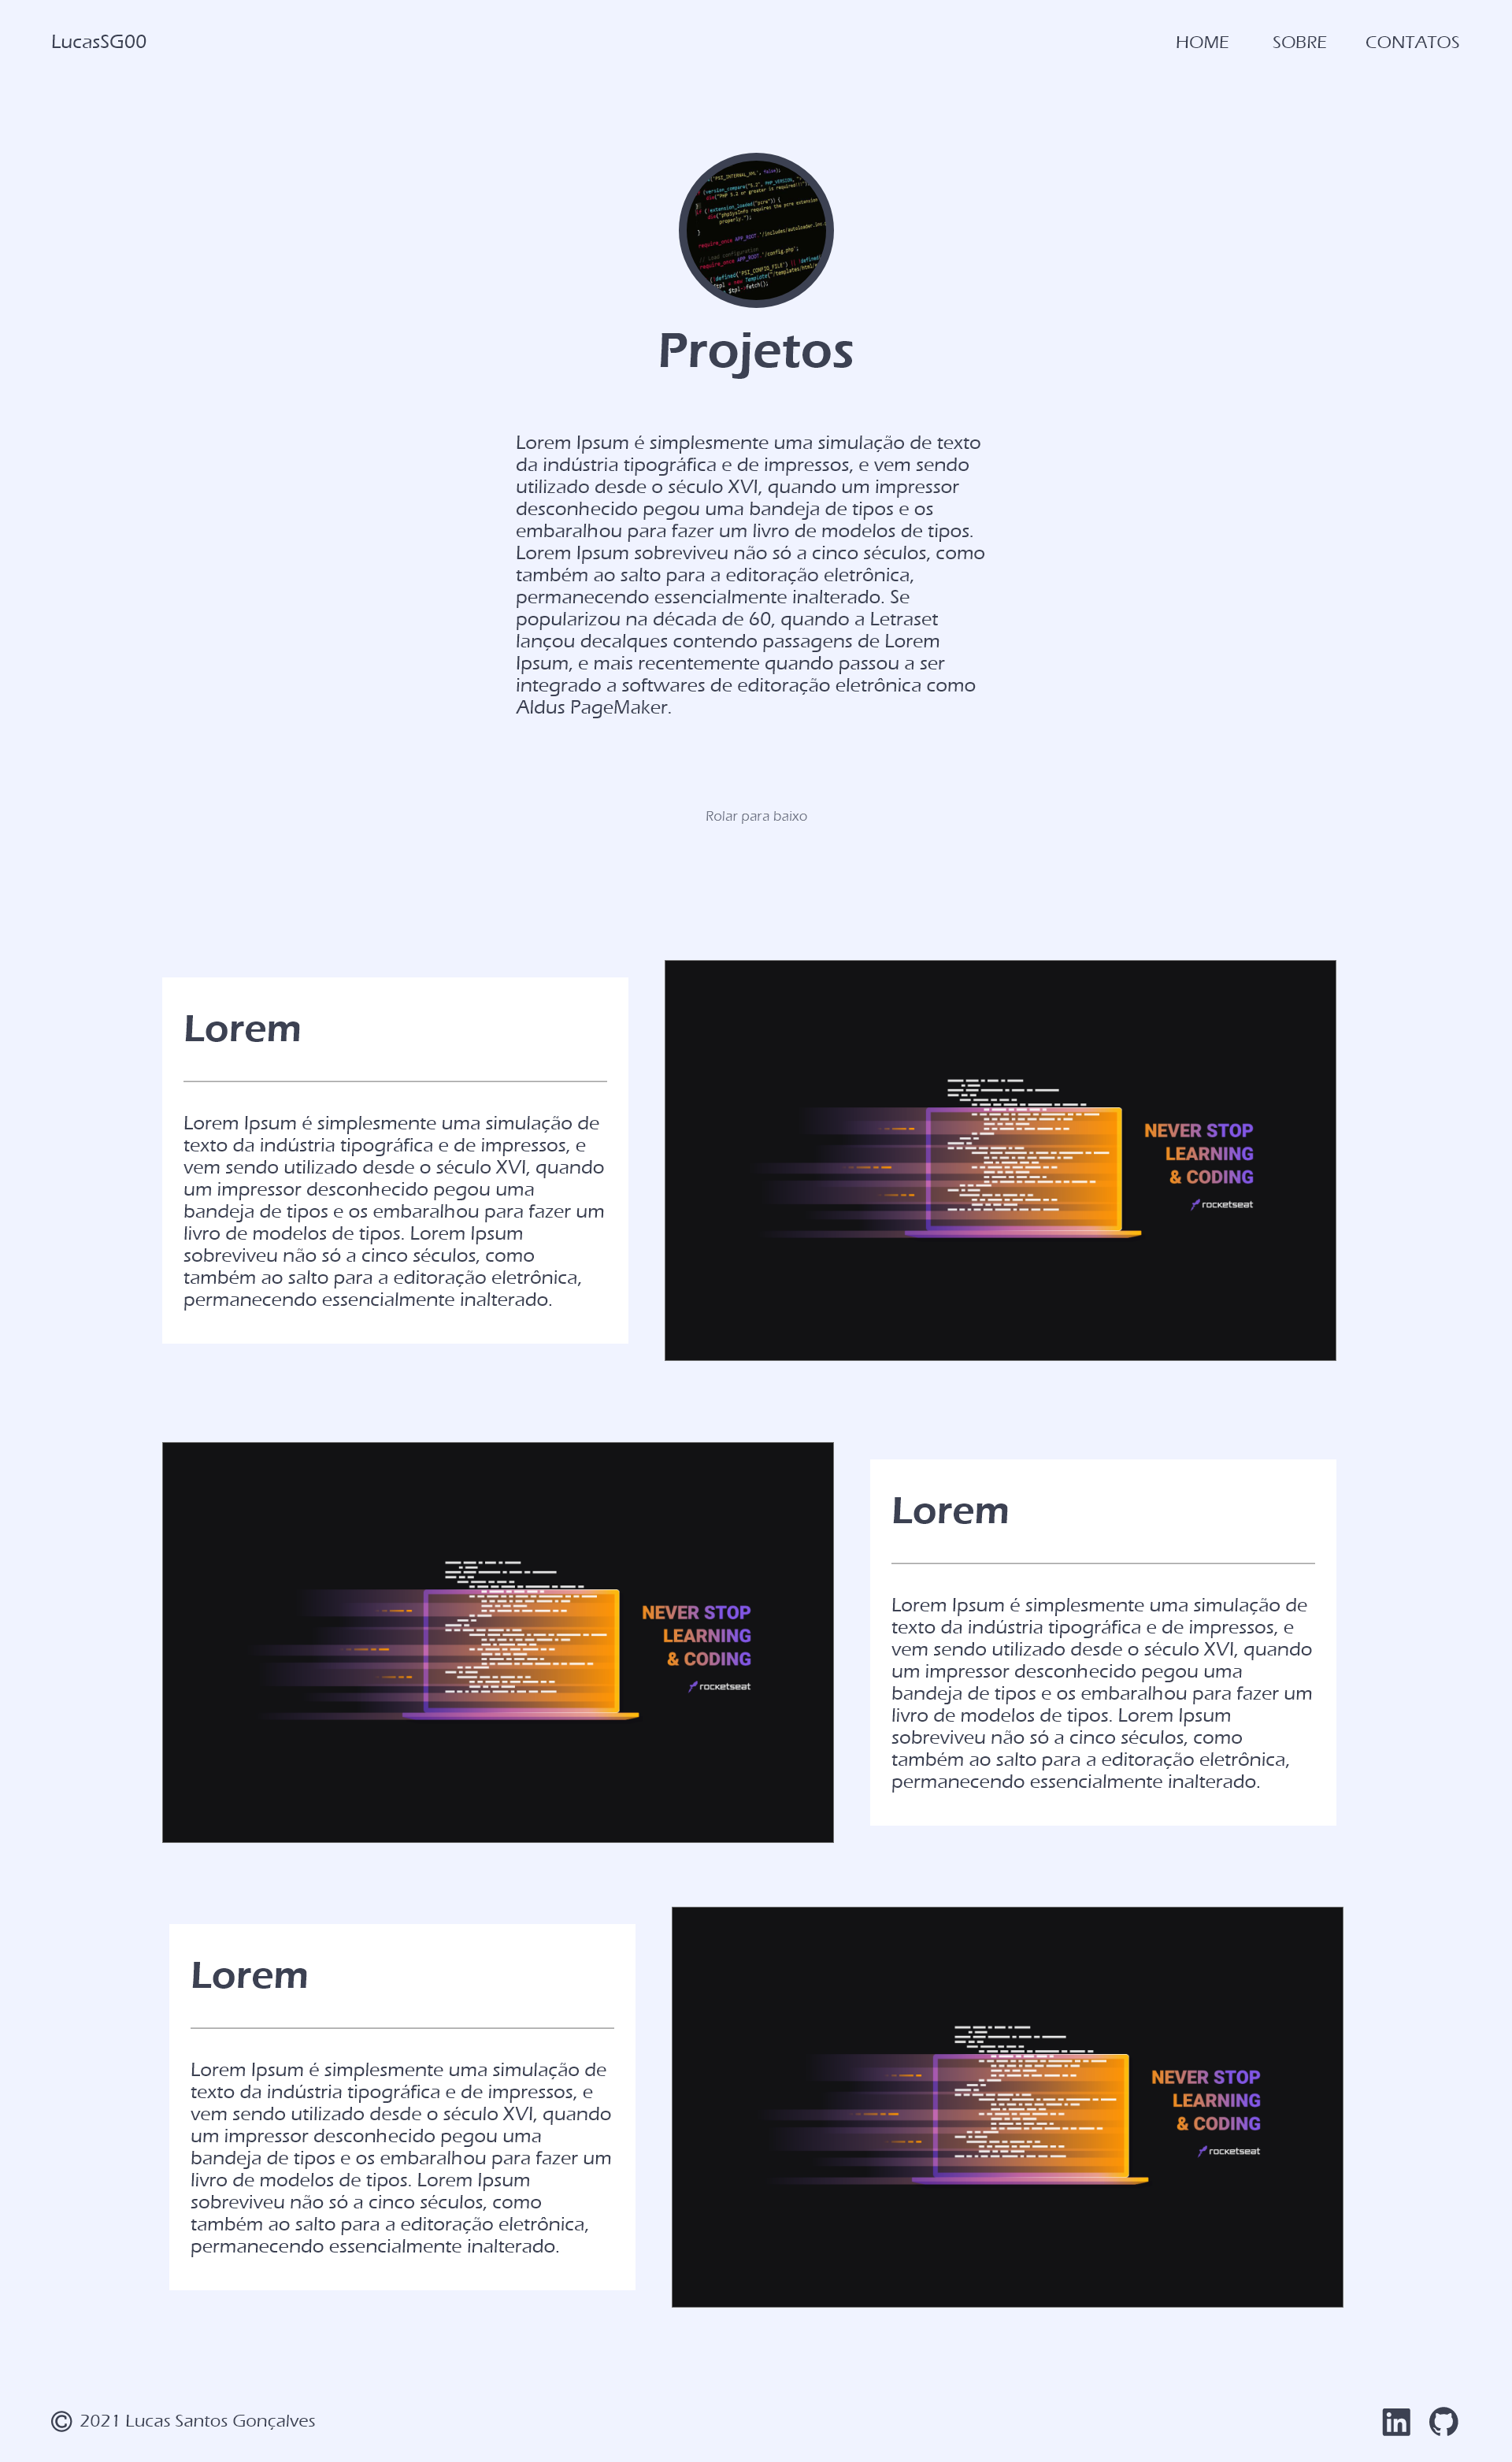 LucasSG00
HOME SOBRE CONTATOS
Projetos
Lorem Ipsum é simplesmente uma simulação de texto
da indústria tipográfica e de impressos, e vem sendo
utilizado desde o século XVI, quando um impressor
desconhecido pegou uma bandeja de tipos e os
embaralhou para fazer um livro de modelos de tipos.
Lorem Ipsum sobreviveu não só a cinco séculos, como
também ao salto para a editoração eletrônica,
permanecendo essencialmente inalterado. Se
popularizou na década de 60, quando a Letraset
lançou decalques contendo passagens de Lorem
Ipsum, e mais recentemente quando passou a ser
integrado a softwares de editoração eletrônica como
Aldus PageMaker.
Rolar para baixo
Lorem
Lorem Ipsum é simplesmente uma simulação de
texto da indústria tipográfica e de impressos, e
vem sendo utilizado desde o século XVI, quando
um impressor desconhecido pegou uma
bandeja de tipos e os embaralhou para fazer um
livro de modelos de tipos. Lorem Ipsum
sobreviveu não só a cinco séculos, como
também ao salto para a editoração eletrônica,
permanecendo essencialmente inalterado.
NEVER STOP
LEARNING
& CODING
rocketseat
NEVER STOP
LEARNING
& CODING
rocketseat
Lorem
Lorem Ipsum é simplesmente uma simulação de
texto da indústria tipográfica e de impressos, e
vem sendo utilizado desde o século XVI, quando
um impressor desconhecido pegou uma
bandeja de tipos e os embaralhou para fazer um
livro de modelos de tipos. Lorem Ipsum
sobreviveu não só a cinco séculos, como
também ao salto para a editoração eletrônica,
permanecendo essencialmente inalterado.
Lorem
Lorem Ipsum é simplesmente uma simulação de
texto da indústria tipográfica e de impressos, e
vem sendo utilizado desde o século XVI, quando
um impressor desconhecido pegou uma
bandeja de tipos e os embaralhou para fazer um
livro de modelos de tipos. Lorem Ipsum
sobreviveu não só a cinco séculos, como
também ao salto para a editoração eletrônica,
permanecendo essencialmente inalterado.
NEVER STOP
LEARNING
& CODING
rocketseat
© 2021 Lucas Santos Gonçalves
in